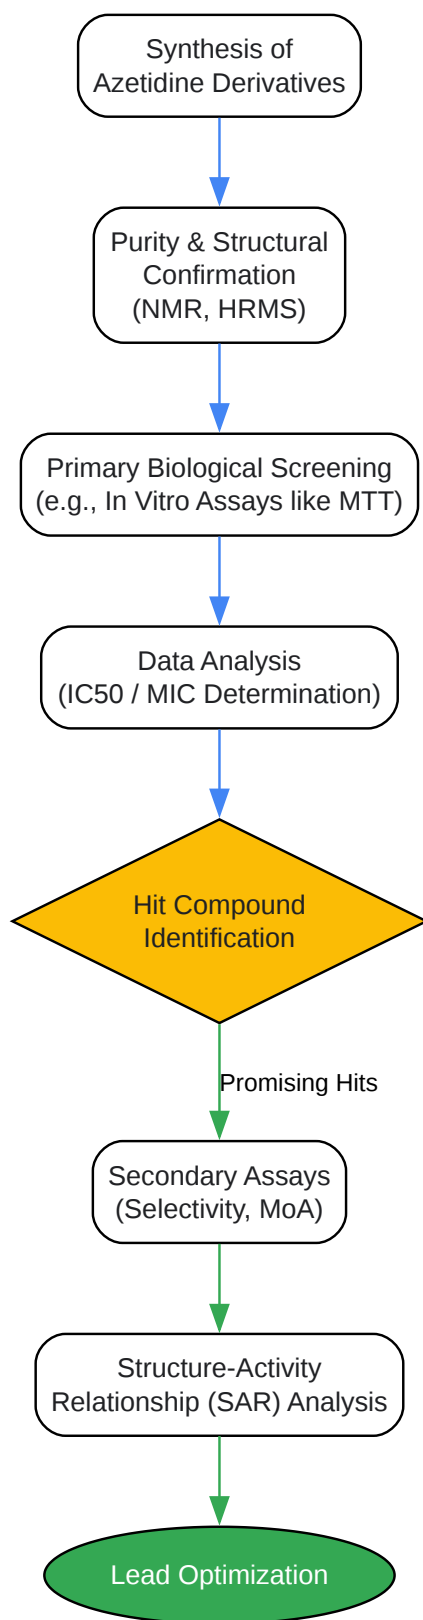 Synthesis of
Azetidine Derivatives
Purity & Structural
Confirmation
(NMR, HRMS)
Primary Biological Screening
(e.g., In Vitro Assays like MTT)
Data Analysis
(IC50 / MIC Determination)
Hit Compound
Identification
Promising Hits
Secondary Assays
(Selectivity, MoA)
Structure-Activity
Relationship (SAR) Analysis
Lead Optimization